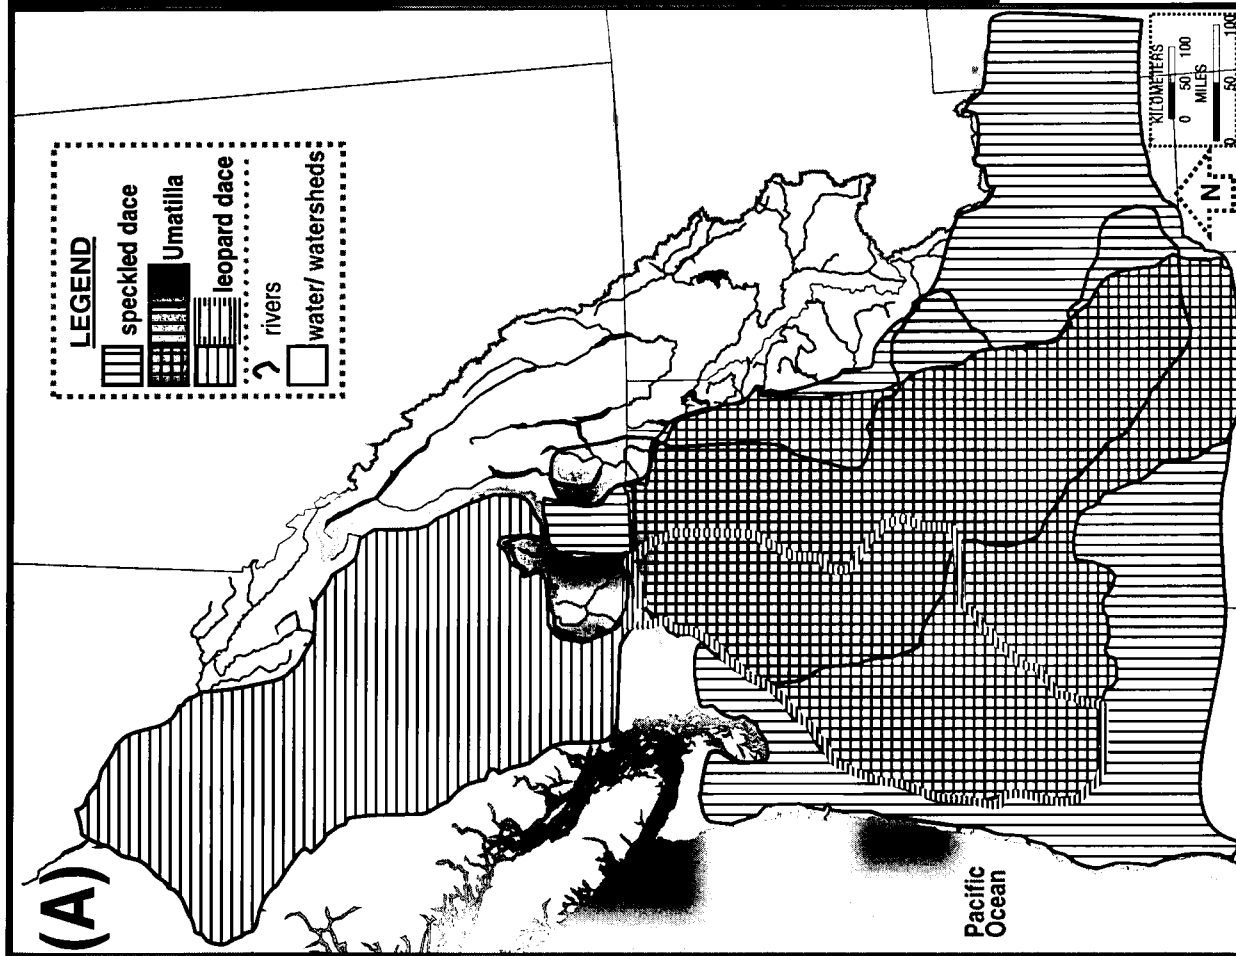 (A)
LEGEND
speckled dace
Umatilla
leopard dace
rivers
water/ watersheds
Pacific
Ocean
N
KILOMETERS
0 50 100
MILES
0 50 100